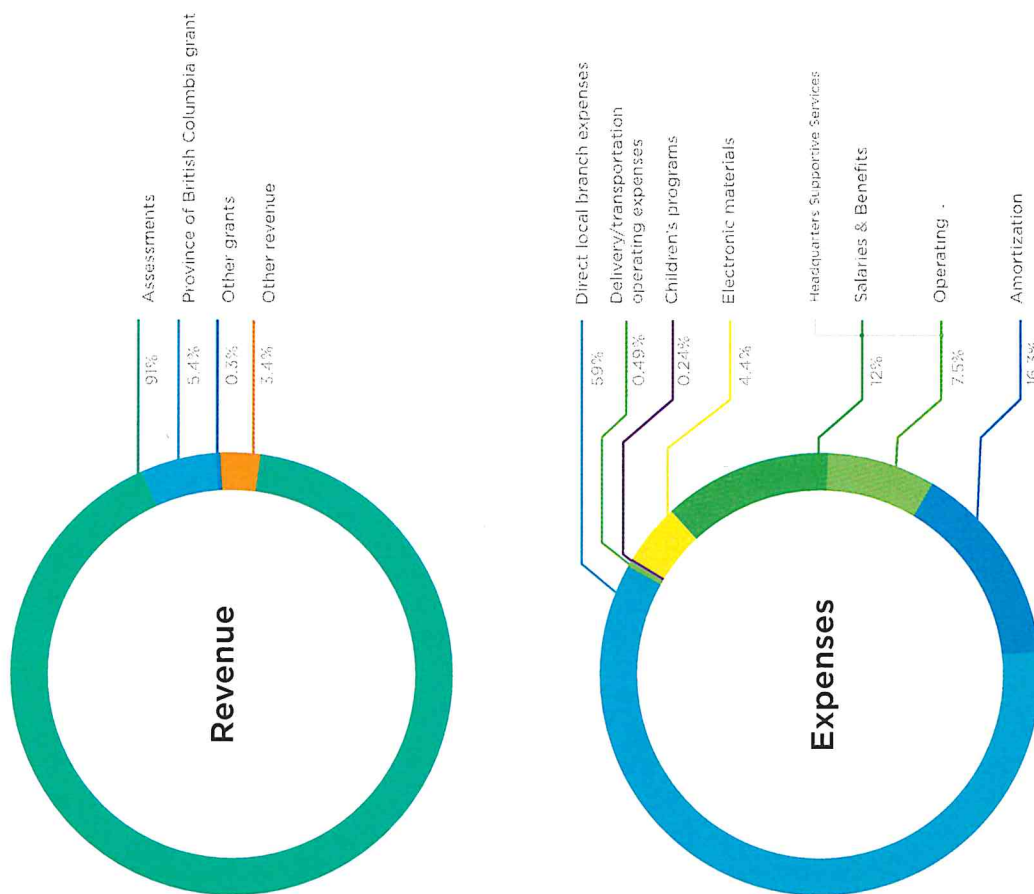 Revenue
91% Assessments
5.4% Province of British Columbia grant
0.3% Other grants
3.4% Other revenue
Expenses
59% Direct local branch expenses
Delivery/transportation
0.49% operating expenses
0.24% Children's programs
4.4% Electronic materials
Headquarters Supportive Services
12% Salaries & Benefits
7.5% Operating
16.3% Amortization